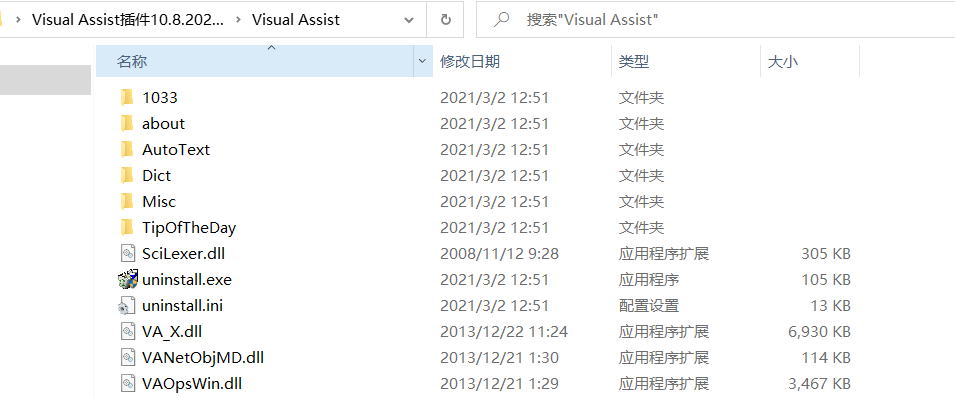 Visual Assist插件10.8.202... > Visual Assist 搜索"Visual Assist"
名称 修改日期 类型 大小
1033 2021/3/2 12:51 文件夹
about 2021/3/2 12:51 文件夹
AutoText 2021/3/2 12:51 文件夹
Dict 2021/3/2 12:51 文件夹
Misc 2021/3/2 12:51 文件夹
TipOfTheDay 2021/3/2 12:51 文件夹
SciLexer.dll 2008/11/12 9:28 应用程序扩展 305 KB
uninstall.exe 2021/3/2 12:51 应用程序 105 KB
uninstall.ini 2021/3/2 12:51 配置设置 13 KB
VA_X.dll 2013/12/22 11:24 应用程序扩展 6,930 KB
VANetObjMD.dll 2013/12/21 1:30 应用程序扩展 114 KB
VAOpsWin.dll 2013/12/21 1:29 应用程序扩展 3,467 KB